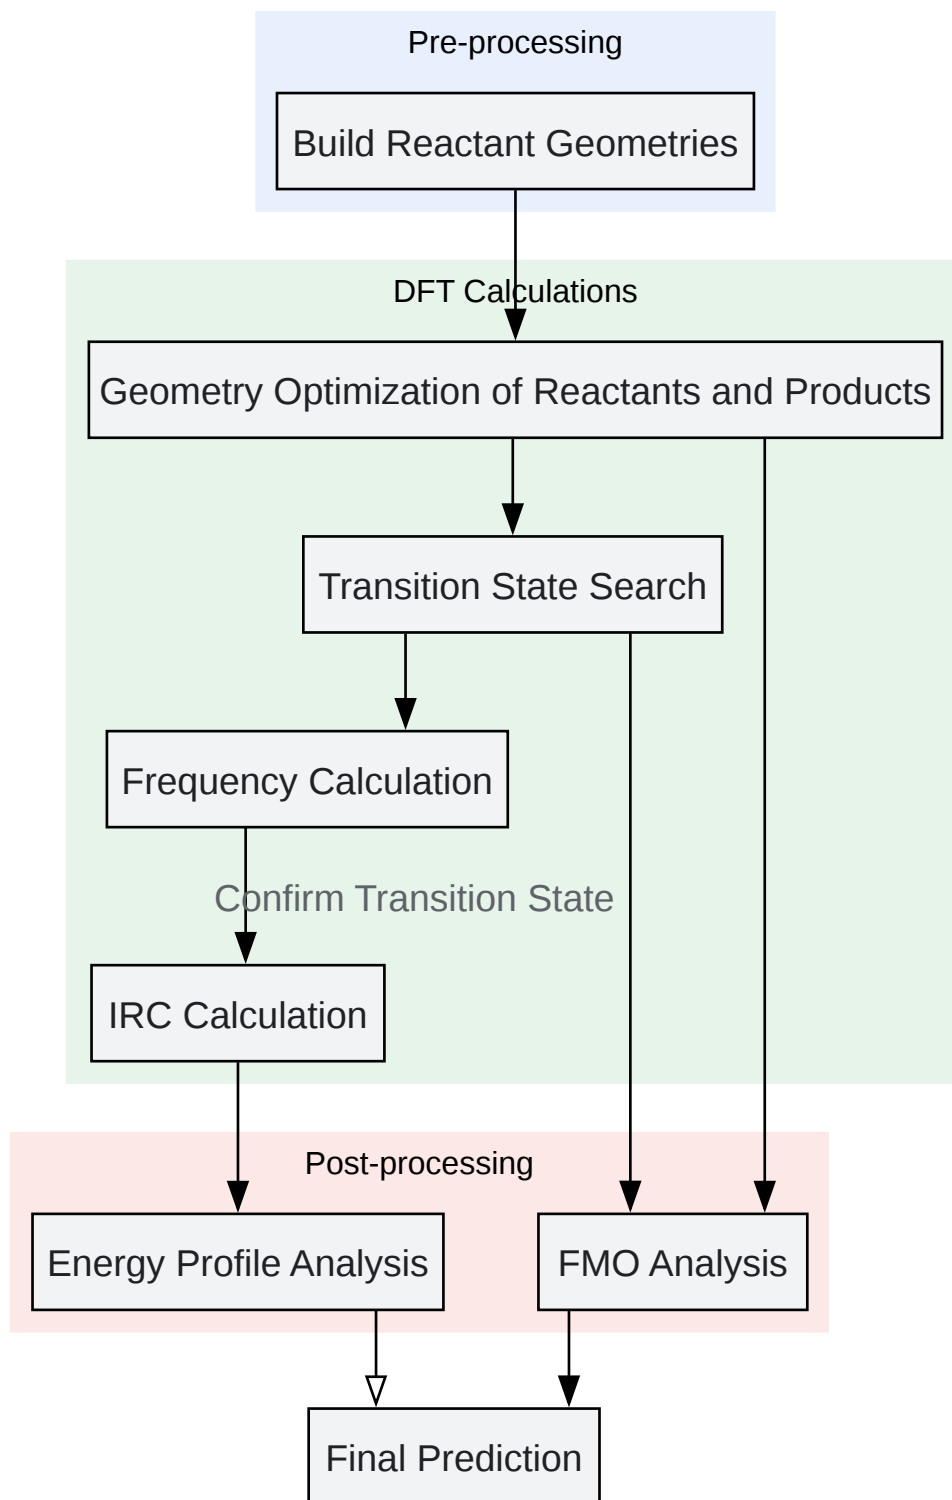 Pre-processing
Build Reactant Geometries
DFT Calculations
Geometry Optimization of Reactants and Products
Transition State Search
Frequency Calculation
Confirm Transition State
IRC Calculation
Post-processing
Energy Profile Analysis
FMO Analysis
Final Prediction